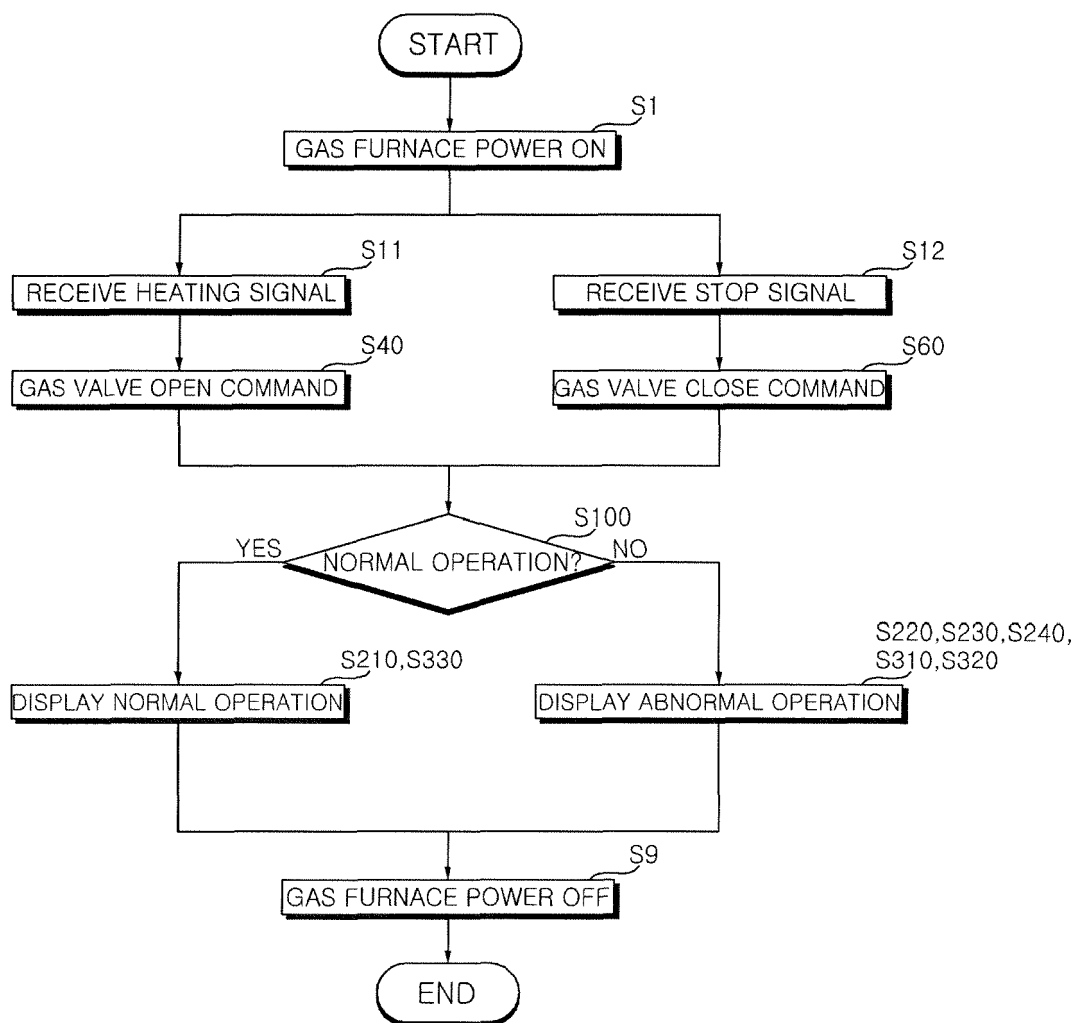 START
S1
GAS FURNACE POWER ON
S11
S12
RECEIVE HEATING SIGNAL
RECEIVE STOP SIGNAL
S40
S60
GAS VALVE OPEN COMMAND
GAS VALVE CLOSE COMMAND
S100
YES
NORMAL OPERATION?
NO
S210,S330
S220,S230,S240,
S310,S320
DISPLAY NORMAL OPERATION
DISPLAY ABNORMAL OPERATION
S9
GAS FURNACE POWER OFF
END